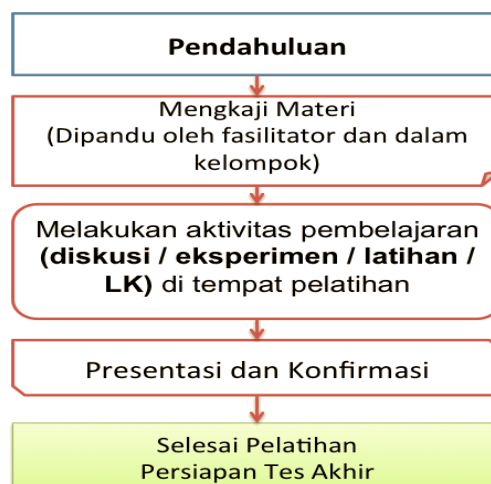 Pendahuluan
Mengkaji Materi
(Dipandu oleh fasilitator dan dalam
kelompok)
Melakukan aktivitas pembelajaran
(diskusi / eksperimen / latihan /
LK) di tempat pelatihan
Presentasi dan Konfirmasi
Selesai Pelatihan
Persiapan Tes Akhir